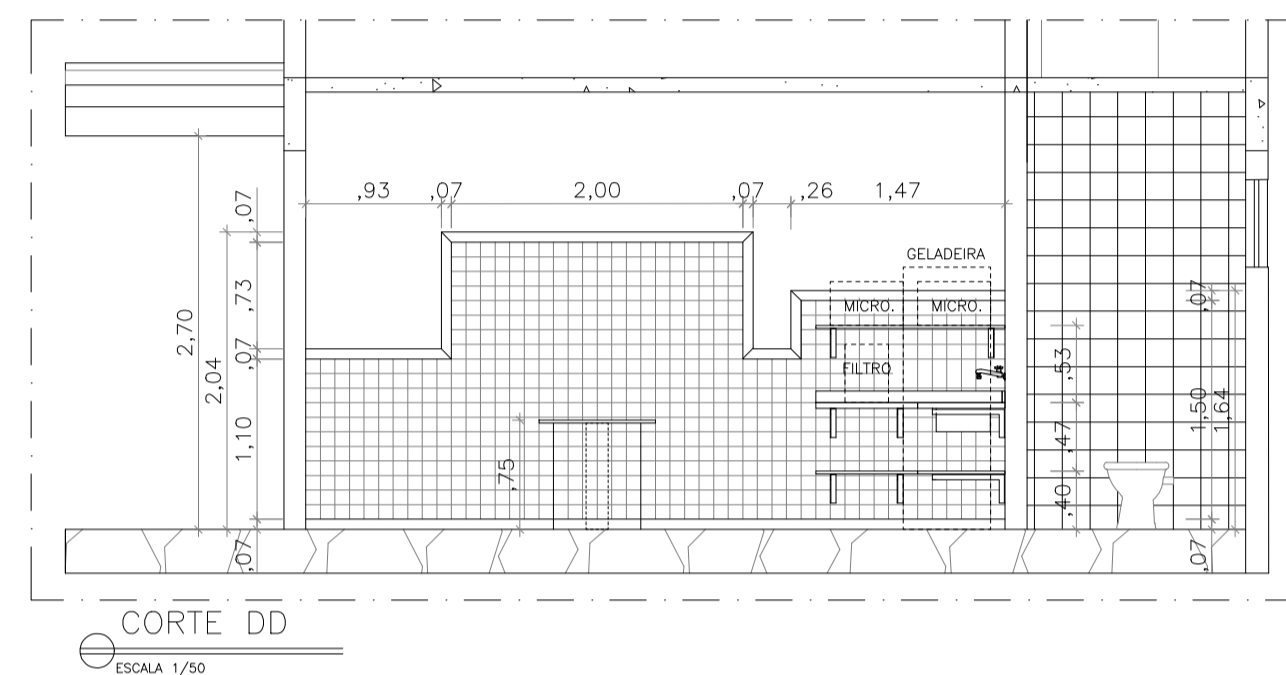 ,93 ,07 2,00 ,07 ,26 1,47
,07
,73
,07
1,10
,07
2,04
2,70
GELADEIRA
MICRO. MICRO.
FILTRO
,75
,53
,47
,40
,07
1,50
1,64
,07
CORTE DD
ESCALA 1/50